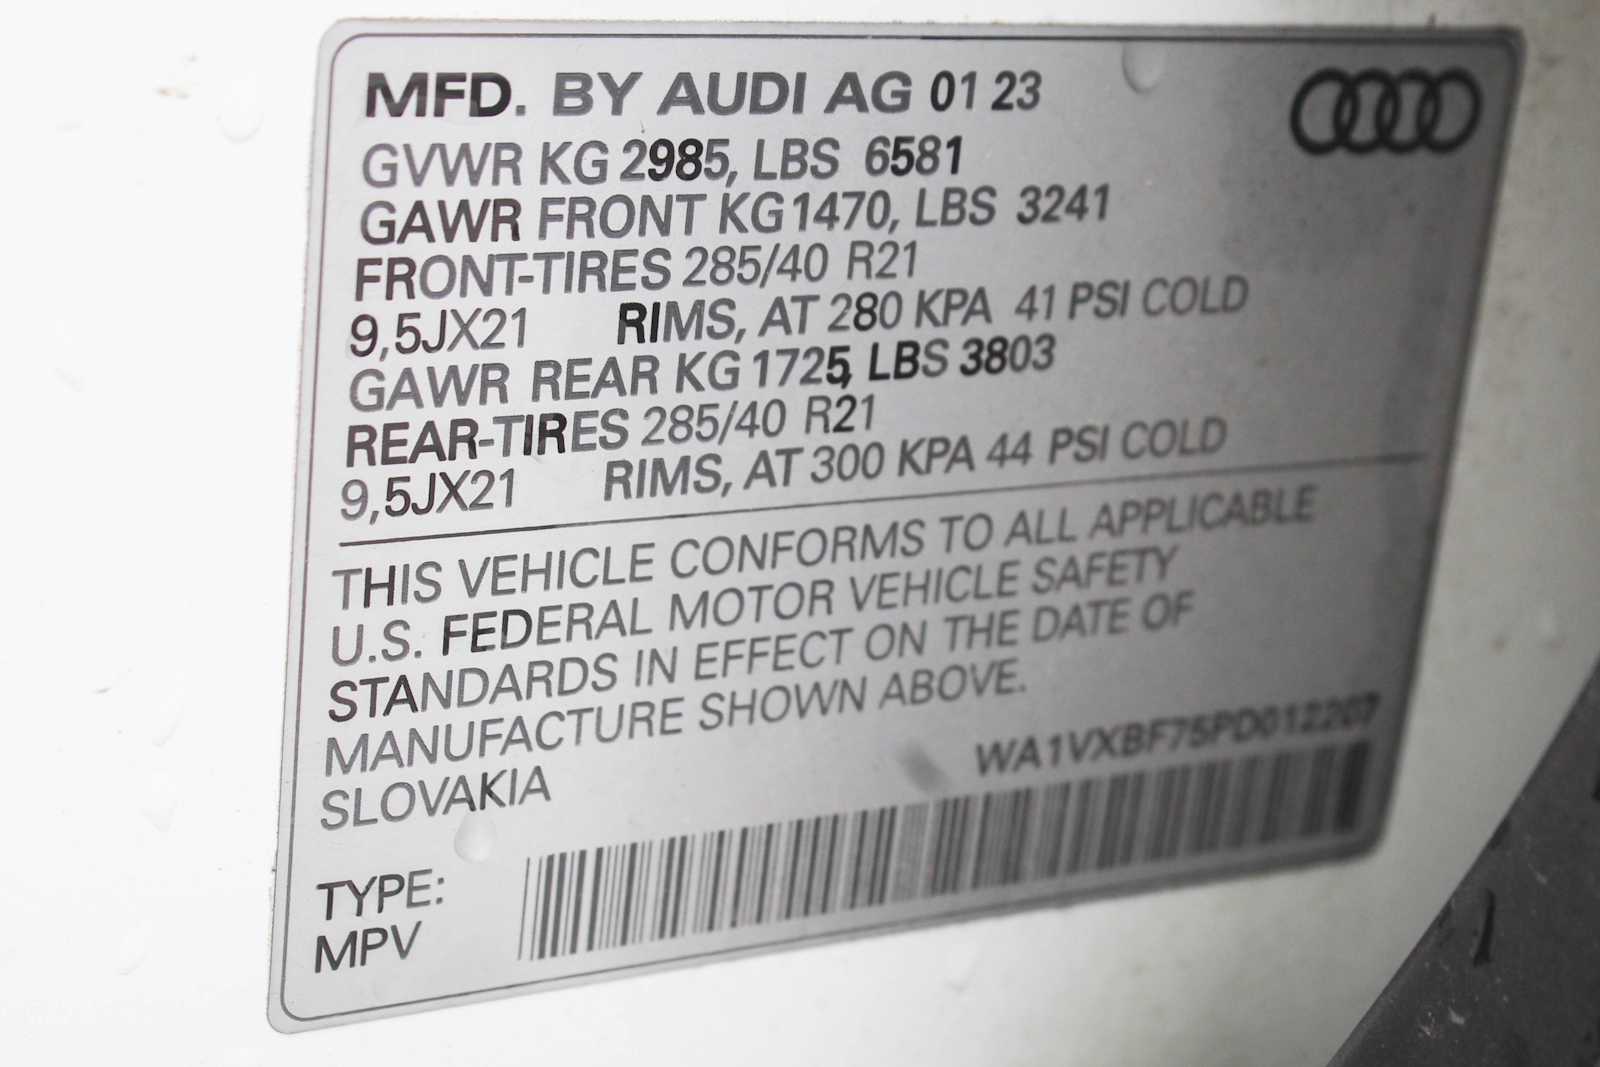 MFD. BY AUDI AG 01 23
GVWR KG 2985, LBS 6581
GAWR FRONT KG 1470, LBS 3241
FRONT-TIRES 285/40 R21
9,5JX21 RIMS, AT 280 KPA 41 PSI COLD
GAWR REAR KG 1725, LBS 3803
REAR-TIRES 285/40 R21
9,5JX21 RIMS, AT 300 KPA 44 PSI COLD
THIS VEHICLE CONFORMS TO ALL APPLICABLE
U.S. FEDERAL MOTOR VEHICLE SAFETY
STANDARDS IN EFFECT ON THE DATE OF
MANUFACTURE SHOWN ABOVE.
SLOVAKIA
WA1VXBF75PD012207
TYPE:
MPV